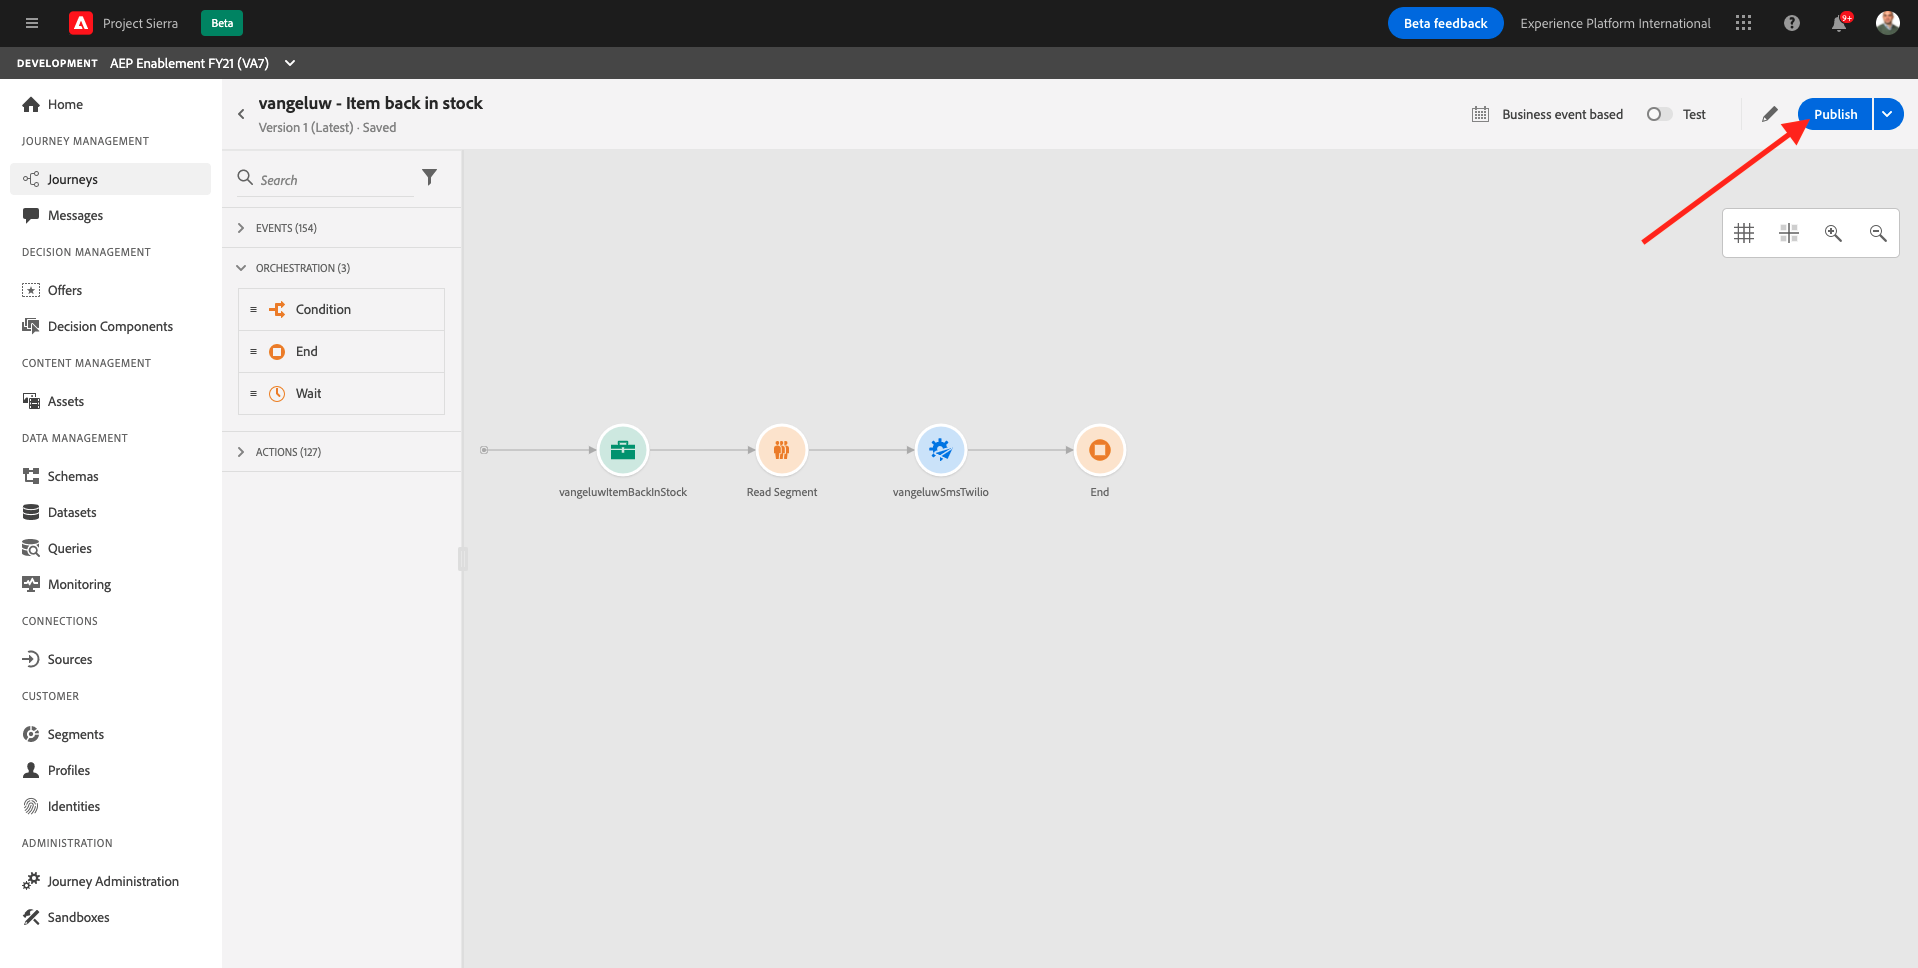 Project Sierra
Beta
Beta feedback
Experience Platform International
9+
DEVELOPMENT AEP Enablement FY21 (VA7)
Home
JOURNEY MANAGEMENT
Journeys
Messages
DECISION MANAGEMENT
Offers
Decision Components
CONTENT MANAGEMENT
Assets
DATA MANAGEMENT
Schemas
Datasets
Queries
Monitoring
CONNECTIONS
Sources
CUSTOMER
Segments
Profiles
Identities
ADMINISTRATION
Journey Administration
Sandboxes
vangeluw - Item back in stock
Version 1 (Latest) · Saved
Business event based
Test
Publish
Search
EVENTS (154)
ORCHESTRATION (3)
Condition
End
Wait
ACTIONS (127)
vangeluwItemBackInStock
Read Segment
vangeluwSmsTwilio
End